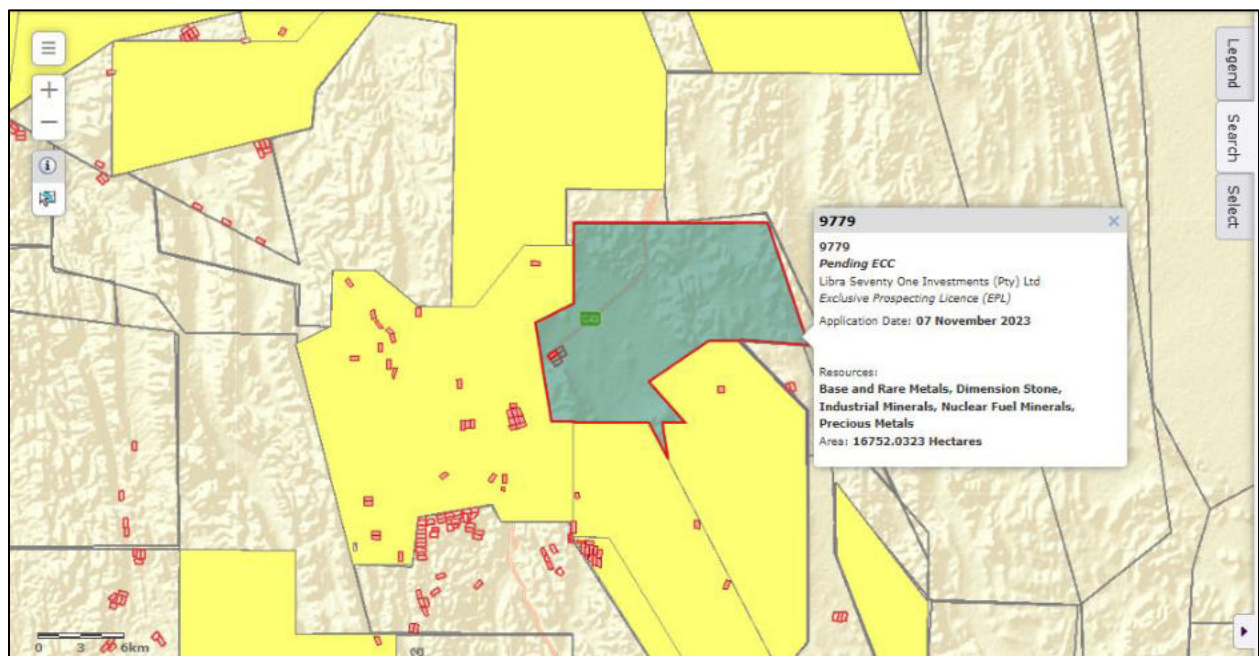 Legend
Search
Select
9779
9779
Pending ECC
Libra Seventy One Investments (Pty) Ltd
Exclusive Prospecting Licence (EPL)
Application Date: 07 November 2023
Resources:
Base and Rare Metals, Dimension Stone,
Industrial Minerals, Nuclear Fuel Minerals,
Precious Metals
Area: 16752.0323 Hectares
0 3 6km